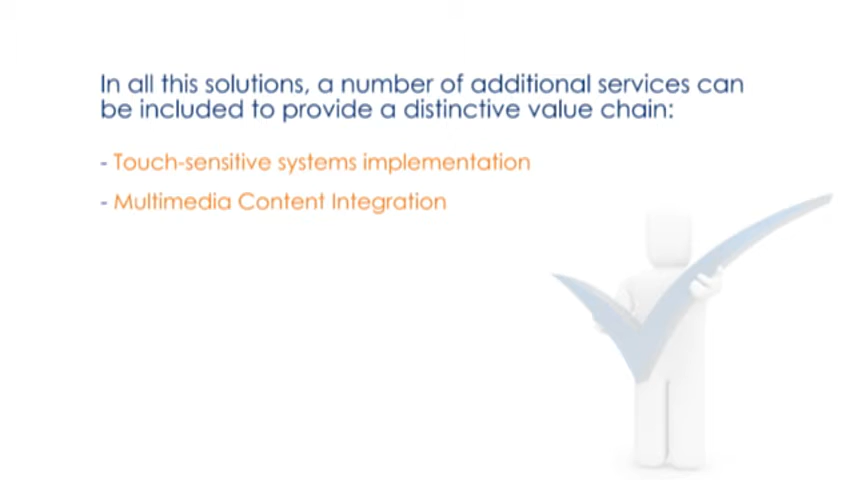 In all this solutions, a number of additional services can
be included to provide a distinctive value chain:
- Touch-sensitive systems implementation
- Multimedia Content Integration